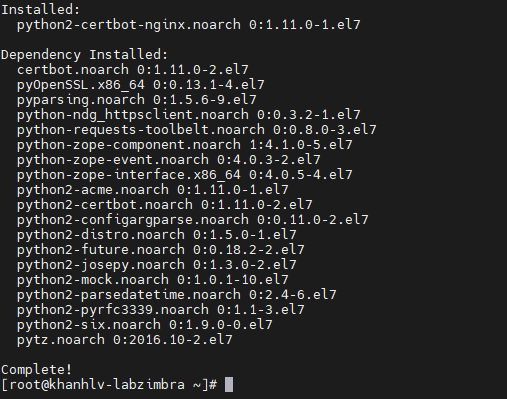 Installed:
python2-certbot-nginx.noarch 0:1.11.0-1.el7
Dependency Installed:
certbot.noarch 0:1.11.0-2.el7
pyOpenSSL.x86_64 0:0.13.1-4.el7
pyparsing.noarch 0:1.5.6-9.el7
python-ndg_httpsclient.noarch 0:0.3.2-1.el7
python-requests-toolbelt.noarch 0:0.8.0-3.el7
python-zope-component.noarch 1:4.1.0-5.el7
python-zope-event.noarch 0:4.0.3-2.el7
python-zope-interface.x86_64 0:4.0.5-4.el7
python2-acme.noarch 0:1.11.0-1.el7
python2-certbot.noarch 0:1.11.0-2.el7
python2-configargparse.noarch 0:0.11.0-2.el7
python2-distro.noarch 0:1.5.0-1.el7
python2-future.noarch 0:0.18.2-2.el7
python2-josepy.noarch 0:1.3.0-2.el7
python2-mock.noarch 0:1.0.1-10.el7
python2-parsedatetime.noarch 0:2.4-6.el7
python2-pyrfc3339.noarch 0:1.1-3.el7
python2-six.noarch 0:1.9.0-0.el7
pytz.noarch 0:2016.10-2.el7
Complete!
[root@khanhlv-labzimbra ~]#